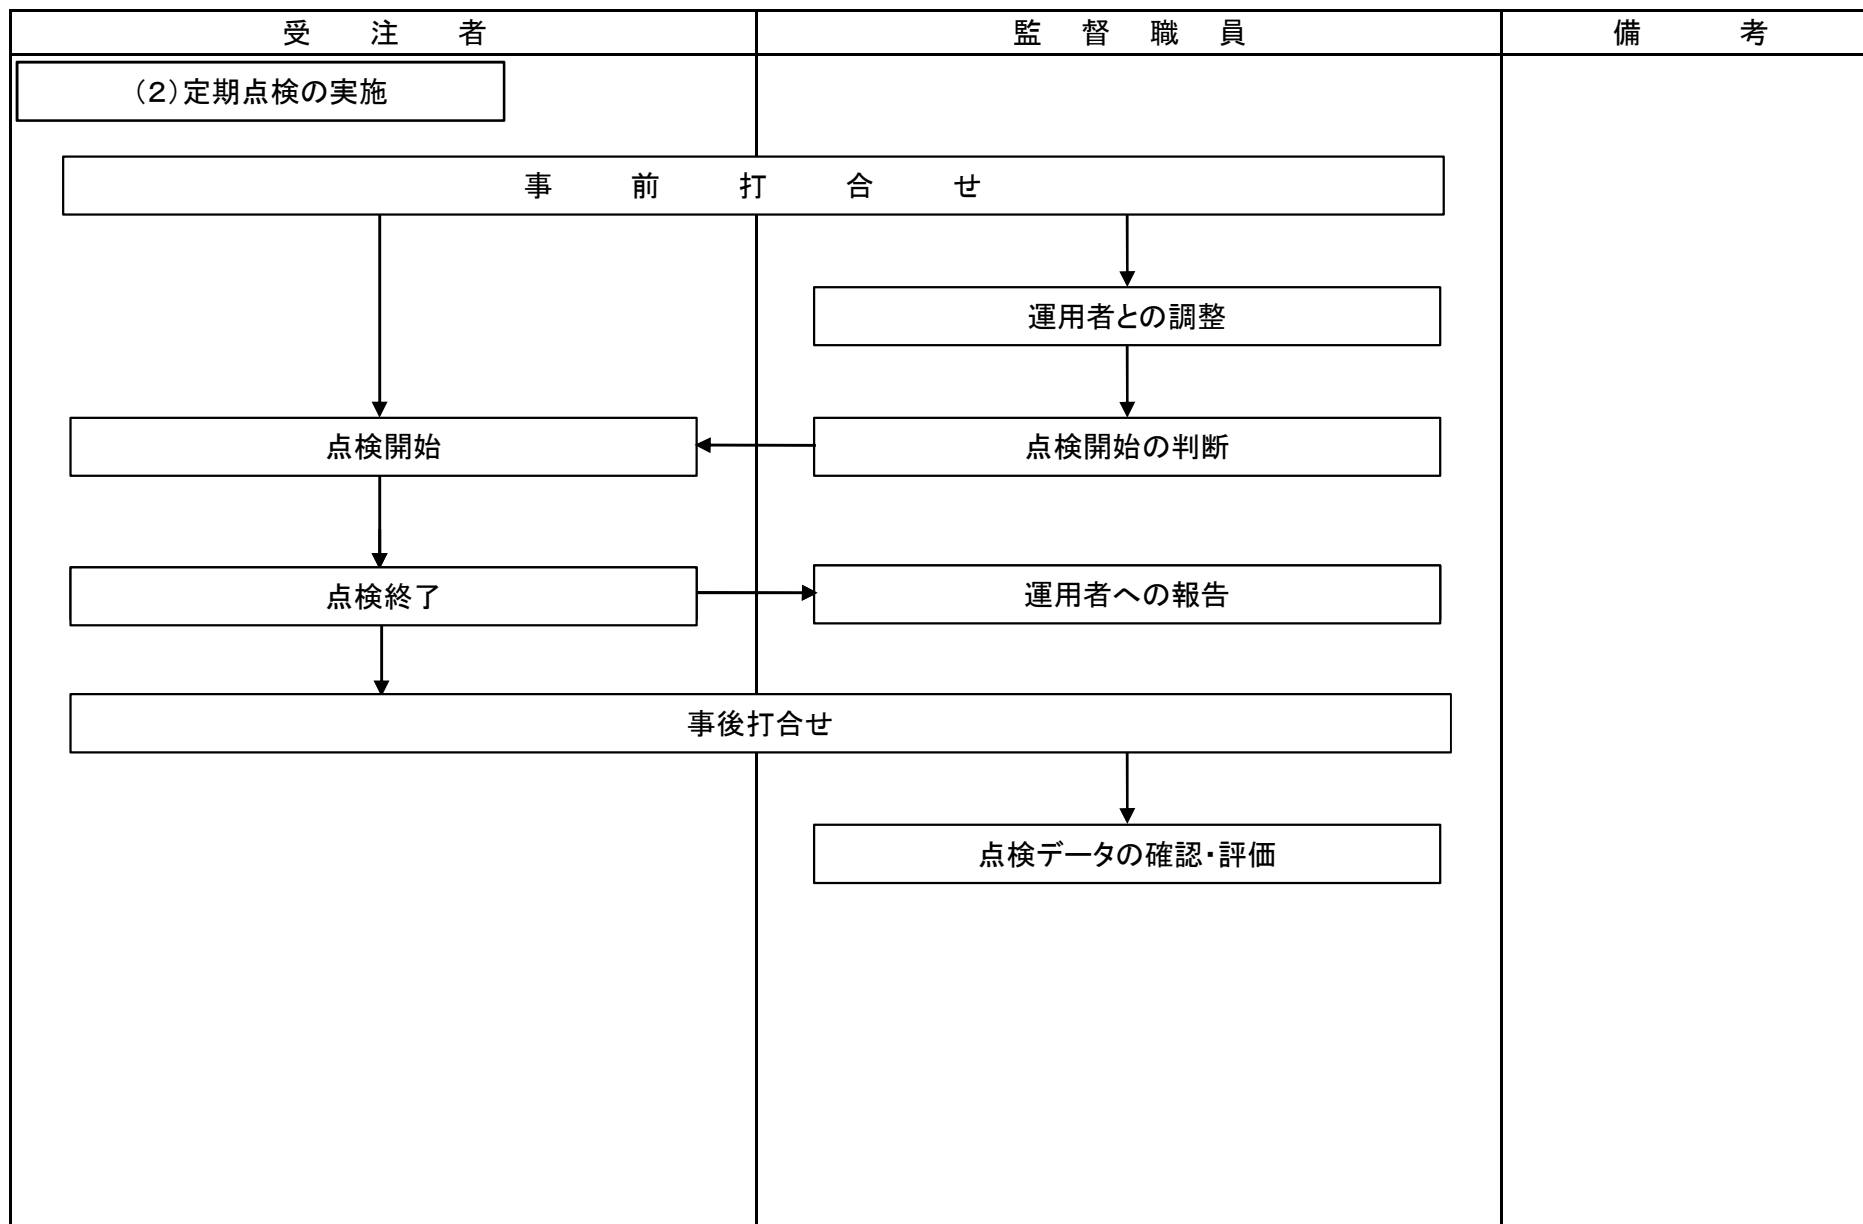 受 注 者
監 督 職 員
備 考
（２）定期点検の実施
事 前 打 合 せ
運用者との調整
点検開始
点検開始の判断
点検終了
運用者への報告
事後打合せ
点検データの確認・評価